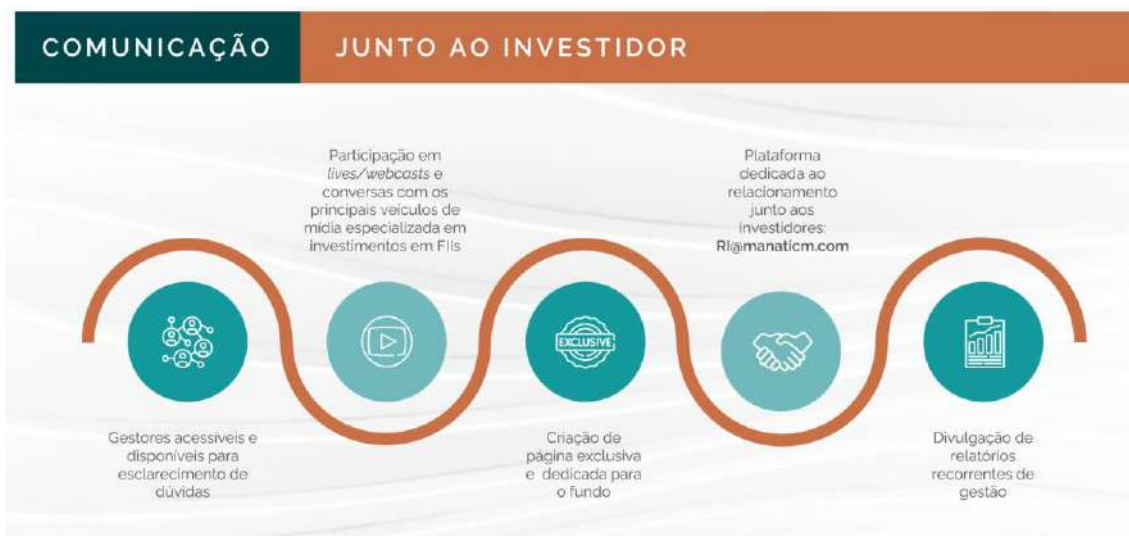 COMUNICAÇÃO
JUNTO AO INVESTIDOR
Gestores acessíveis e
disponíveis para
esclarecimento de
dúvidas
Participação em
lives/webcasts e
conversas com os
principais veículos de
mídia especializada em
investimentos em FIIs
EXCLUSIVE
Criação de
página exclusiva
e dedicada para
o fundo
Plataforma
dedicada ao
relacionamento
junto aos
investidores:
RI@manaticm.com
Divulgação de
relatórios
recorrentes de
gestão